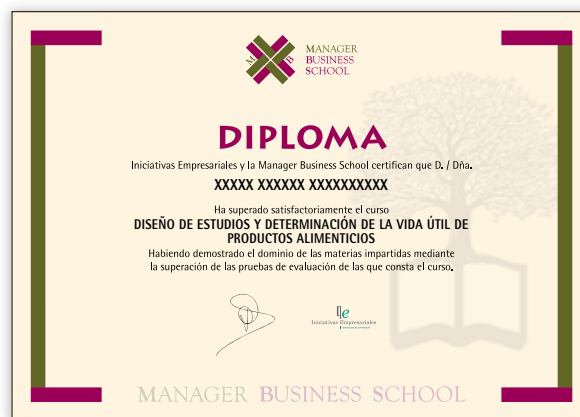 M B
MANAGER
BUSINESS
SCHOOL
DIPLOMA
Iniciativas Empresariales y la Manager Business School certifican que D. / Dña.
XXXXX XXXXXX XXXXXXXXXX
Ha superado satisfactoriamente el curso
DISEÑO DE ESTUDIOS Y DETERMINACIÓN DE LA VIDA ÚTIL DE
PRODUCTOS ALIMENTICIOS
Habiendo demostrado el dominio de las materias impartidas mediante
la superación de las pruebas de evaluación de las que consta el curso.
Ile
Iniciativas Empresariales
MANAGER BUSINESS SCHOOL